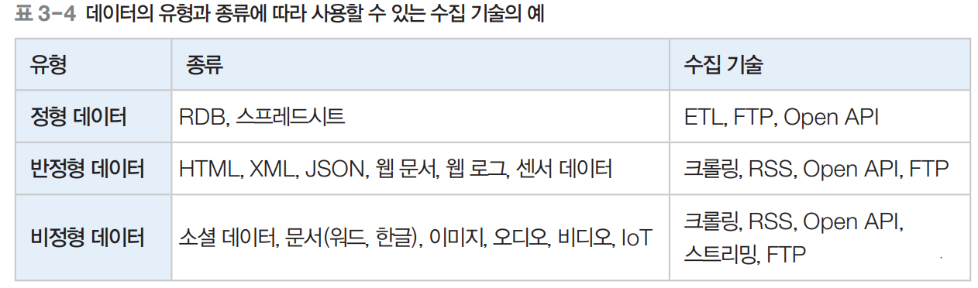 표 3-4 데이터의 유형과 종류에 따라 사용할 수 있는 수집 기술의 예
유형 종류 수집 기술
정형 데이터 RDB, 스프레드시트 ETL, FTP, Open API
반정형 데이터 HTML, XML, JSON, 웹 문서, 웹 로그, 센서 데이터 크롤링, RSS, Open API, FTP
비정형 데이터 소셜 데이터, 문서(워드, 한글), 이미지, 오디오, 비디오, IoT 크롤링, RSS, Open API,
스트리밍, FTP